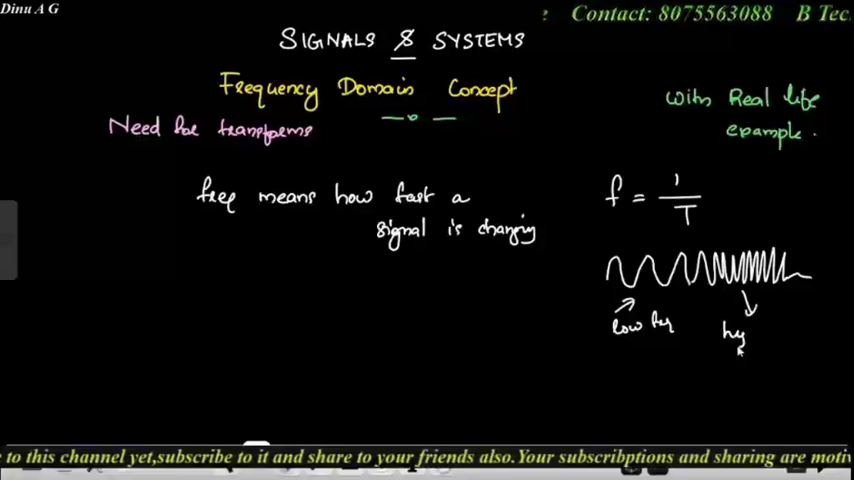 Dinu A G
? Contact: 8075563088 B Tec
SIGNALS & SYSTEMS
Frequency Domain Concept
with Real life
example.
Need for transforms
freq means how fast a
signal is changing
f = 1
T
low freq
to this channel yet,subscribe to it and share to your friends also.Your subscribptions and sharing are motiv